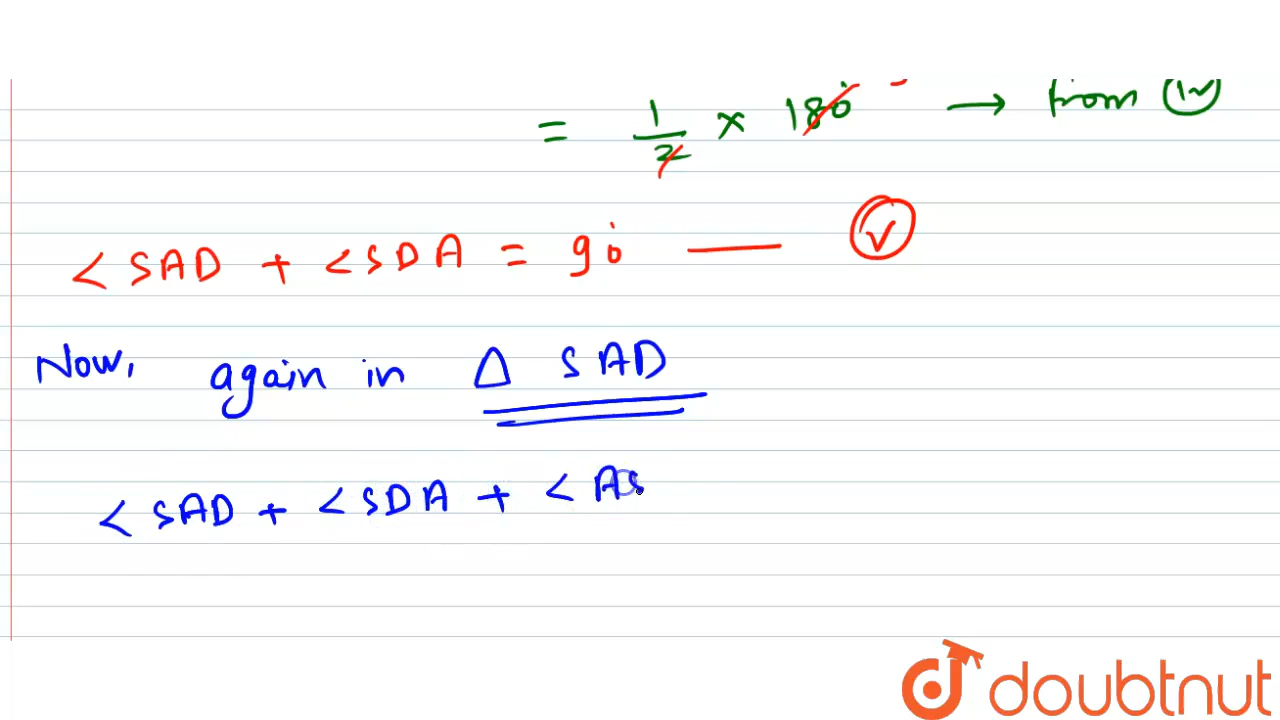 = 1/2 × 180° → from (iv)
<SAD + <SDA = 90° — (v)
Now, again in Δ SAD
<SAD + <SDA + <AS
doubtnut